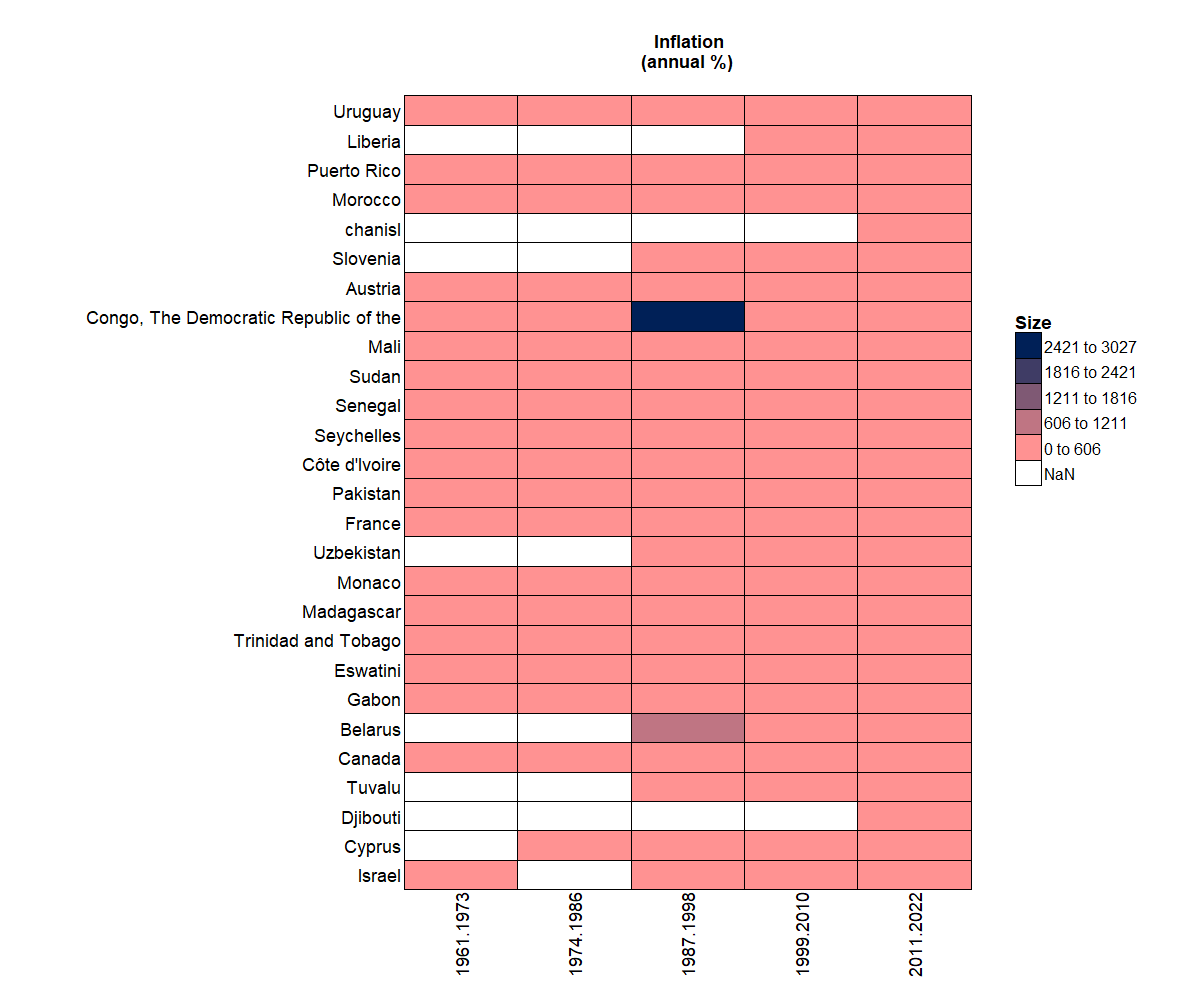 Inflation
(annual %)
Uruguay
Liberia
Puerto Rico
Morocco
chanisl
Slovenia
Austria
Congo, The Democratic Republic of the
Mali
Sudan
Senegal
Seychelles
Côte d'Ivoire
Pakistan
France
Uzbekistan
Monaco
Madagascar
Trinidad and Tobago
Eswatini
Gabon
Belarus
Canada
Tuvalu
Djibouti
Cyprus
Israel
1961.1973
1974.1986
1987.1998
1999.2010
2011.2022
Size
2421 to 3027
1816 to 2421
1211 to 1816
606 to 1211
0 to 606
NaN